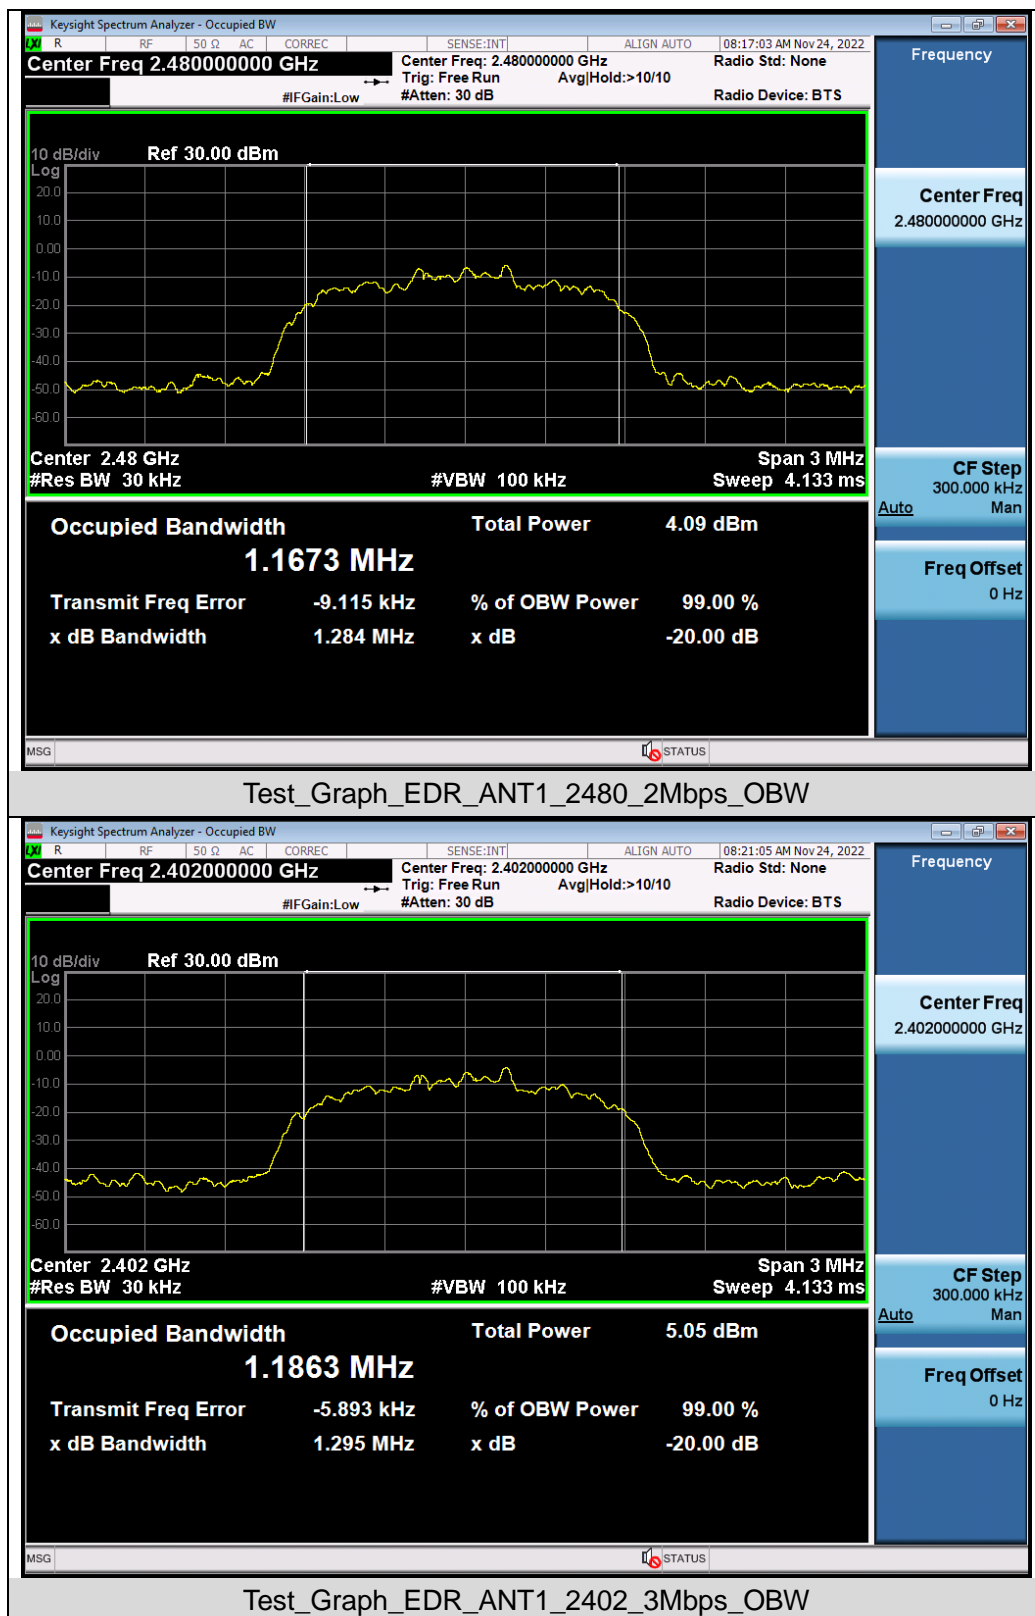 Keysight Spectrum Analyzer - Occupied BW
LXI R RF 50 Ω AC CORREC SENSE:INT ALIGN AUTO 08:17:03 AM Nov 24, 2022
Center Freq 2.480000000 GHz
Center Freq: 2.480000000 GHz
Radio Std: None
Trig: Free Run Avg|Hold:>10/10
#IFGain:Low
#Atten: 30 dB
Radio Device: BTS
Frequency
10 dB/div Ref 30.00 dBm
Log
20.0
10.0
0.00
-10.0
-20.0
-30.0
-40.0
-50.0
-60.0
Center Freq
2.480000000 GHz
Center 2.48 GHz Span 3 MHz
#Res BW 30 kHz #VBW 100 kHz Sweep 4.133 ms
CF Step
300.000 kHz
Auto Man
Freq Offset
0 Hz
Occupied Bandwidth Total Power 4.09 dBm
1.1673 MHz
Transmit Freq Error -9.115 kHz % of OBW Power 99.00 %
x dB Bandwidth 1.284 MHz x dB -20.00 dB
MSG STATUS
Test_Graph_EDR_ANT1_2480_2Mbps_OBW
Keysight Spectrum Analyzer - Occupied BW
LXI R RF 50 Ω AC CORREC SENSE:INT ALIGN AUTO 08:21:05 AM Nov 24, 2022
Center Freq 2.402000000 GHz
Center Freq: 2.402000000 GHz
Radio Std: None
Trig: Free Run Avg|Hold:>10/10
#IFGain:Low
#Atten: 30 dB
Radio Device: BTS
Frequency
10 dB/div Ref 30.00 dBm
Log
20.0
10.0
0.00
-10.0
-20.0
-30.0
-40.0
-50.0
-60.0
Center Freq
2.402000000 GHz
Center 2.402 GHz Span 3 MHz
#Res BW 30 kHz #VBW 100 kHz Sweep 4.133 ms
CF Step
300.000 kHz
Auto Man
Freq Offset
0 Hz
Occupied Bandwidth Total Power 5.05 dBm
1.1863 MHz
Transmit Freq Error -5.893 kHz % of OBW Power 99.00 %
x dB Bandwidth 1.295 MHz x dB -20.00 dB
MSG STATUS
Test_Graph_EDR_ANT1_2402_3Mbps_OBW